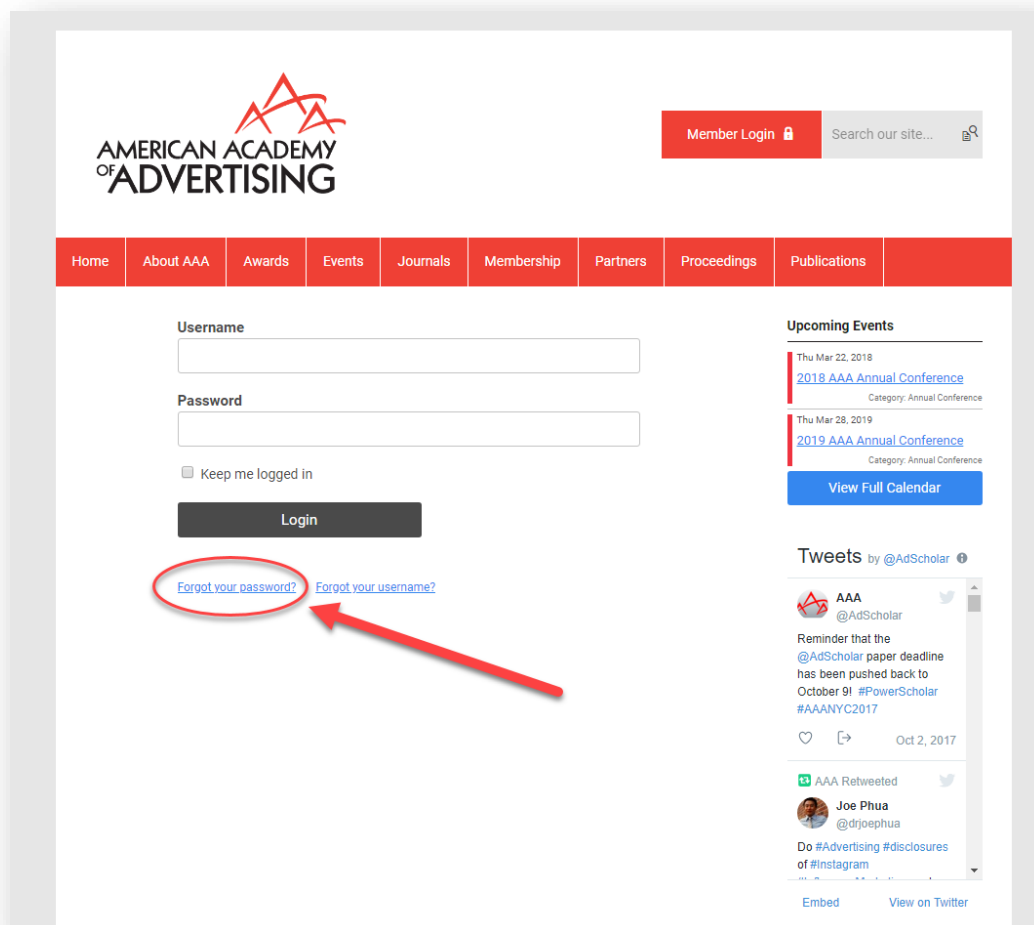 AMERICAN ACADEMY
OF ADVERTISING
Member Login
Search our site...
Home
About AAA
Awards
Events
Journals
Membership
Partners
Proceedings
Publications
Username
Password
Keep me logged in
Login
Forgot your password?
Forgot your username?
Upcoming Events
Thu Mar 22, 2018
2018 AAA Annual Conference
Category: Annual Conference
Thu Mar 28, 2019
2019 AAA Annual Conference
Category: Annual Conference
View Full Calendar
Tweets by @AdScholar
AAA
@AdScholar
Reminder that the
@AdScholar paper deadline
has been pushed back to
October 9! #PowerScholar
#AAANYC2017
Oct 2, 2017
AAA Retweeted
Joe Phua
@drjoephua
Do #Advertising #disclosures
of #Instagram
Embed
View on Twitter